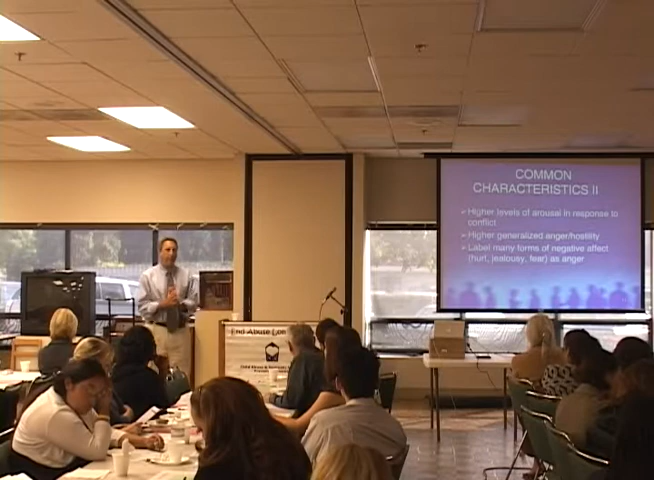 COMMON
CHARACTERISTICS II
Higher levels of arousal in response to
conflict
Higher generalized anger/hostility
Label many forms of negative affect
(hurt, jealousy, fear) as anger
End Abuse